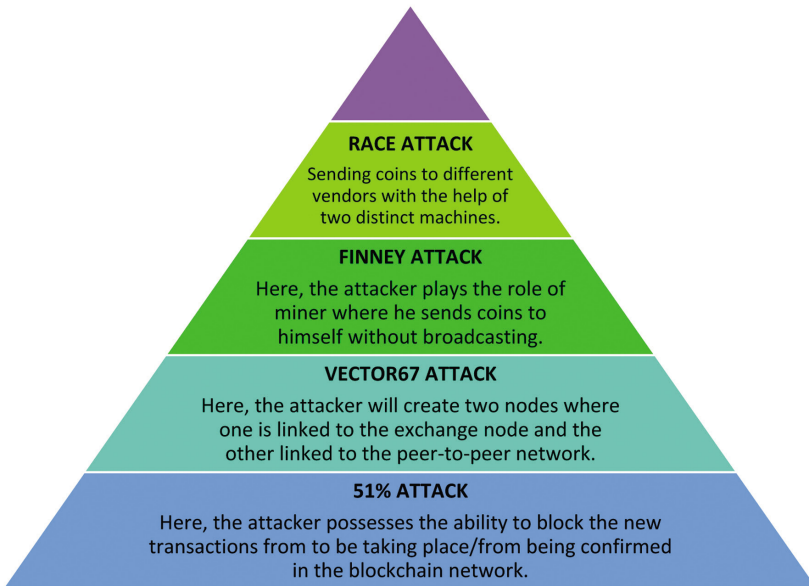 RACE ATTACK
Sending coins to different
vendors with the help of
two distinct machines.
FINNEY ATTACK
Here, the attacker plays the role of
miner where he sends coins to
himself without broadcasting.
VECTOR67 ATTACK
Here, the attacker will create two nodes where
one is linked to the exchange node and the
other linked to the peer-to-peer network.
51% ATTACK
Here, the attacker possesses the ability to block the new
transactions from to be taking place/from being confirmed
in the blockchain network.